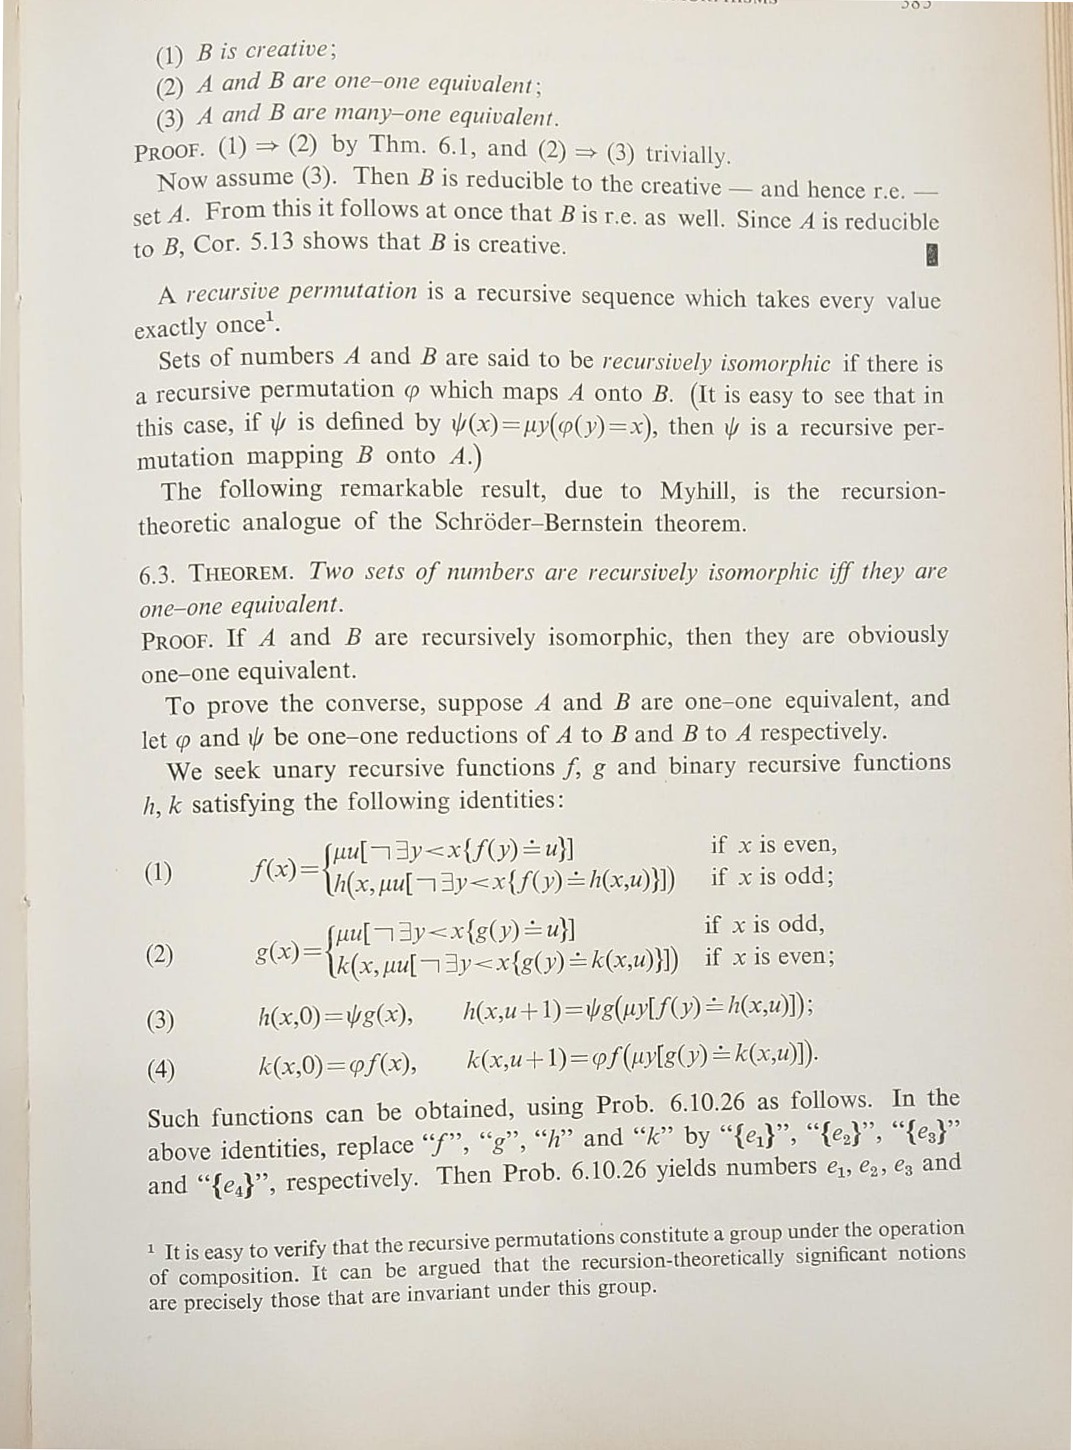 383
(1) B is creative;
(2) A and B are one–one equivalent;
(3) A and B are many–one equivalent.
PROOF. (1) ⇒ (2) by Thm. 6.1, and (2) ⇒ (3) trivially.
Now assume (3). Then B is reducible to the creative — and hence r.e. —
set A. From this it follows at once that B is r.e. as well. Since A is reducible
to B, Cor. 5.13 shows that B is creative.
A recursive permutation is a recursive sequence which takes every value
exactly once¹.
Sets of numbers A and B are said to be recursively isomorphic if there is
a recursive permutation φ which maps A onto B. (It is easy to see that in
this case, if ψ is defined by ψ(x)=μy(φ(y)=x), then ψ is a recursive per-
mutation mapping B onto A.)
The following remarkable result, due to Myhill, is the recursion-
theoretic analogue of the Schröder–Bernstein theorem.
6.3. THEOREM. Two sets of numbers are recursively isomorphic iff they are
one–one equivalent.
PROOF. If A and B are recursively isomorphic, then they are obviously
one–one equivalent.
To prove the converse, suppose A and B are one–one equivalent, and
let φ and ψ be one–one reductions of A to B and B to A respectively.
We seek unary recursive functions f, g and binary recursive functions
h, k satisfying the following identities:
(1) f(x)={μu[¬∃y<x{f(y)≐u}] if x is even,
h(x,μu[¬∃y<x{f(y)≐h(x,u)}]) if x is odd;
(2) g(x)={μu[¬∃y<x{g(y)≐u}] if x is odd,
k(x,μu[¬∃y<x{g(y)≐k(x,u)}]) if x is even;
(3) h(x,0)=ψg(x), h(x,u+1)=ψg(μy[f(y)≐h(x,u)]);
(4) k(x,0)=φf(x), k(x,u+1)=φf(μy[g(y)≐k(x,u)]).
Such functions can be obtained, using Prob. 6.10.26 as follows. In the
above identities, replace “f”, “g”, “h” and “k” by “{e₁}”, “{e₂}”, “{e₃}”
and “{e₄}”, respectively. Then Prob. 6.10.26 yields numbers e₁, e₂, e₃ and
¹ It is easy to verify that the recursive permutations constitute a group under the operation
of composition. It can be argued that the recursion-theoretically significant notions
are precisely those that are invariant under this group.